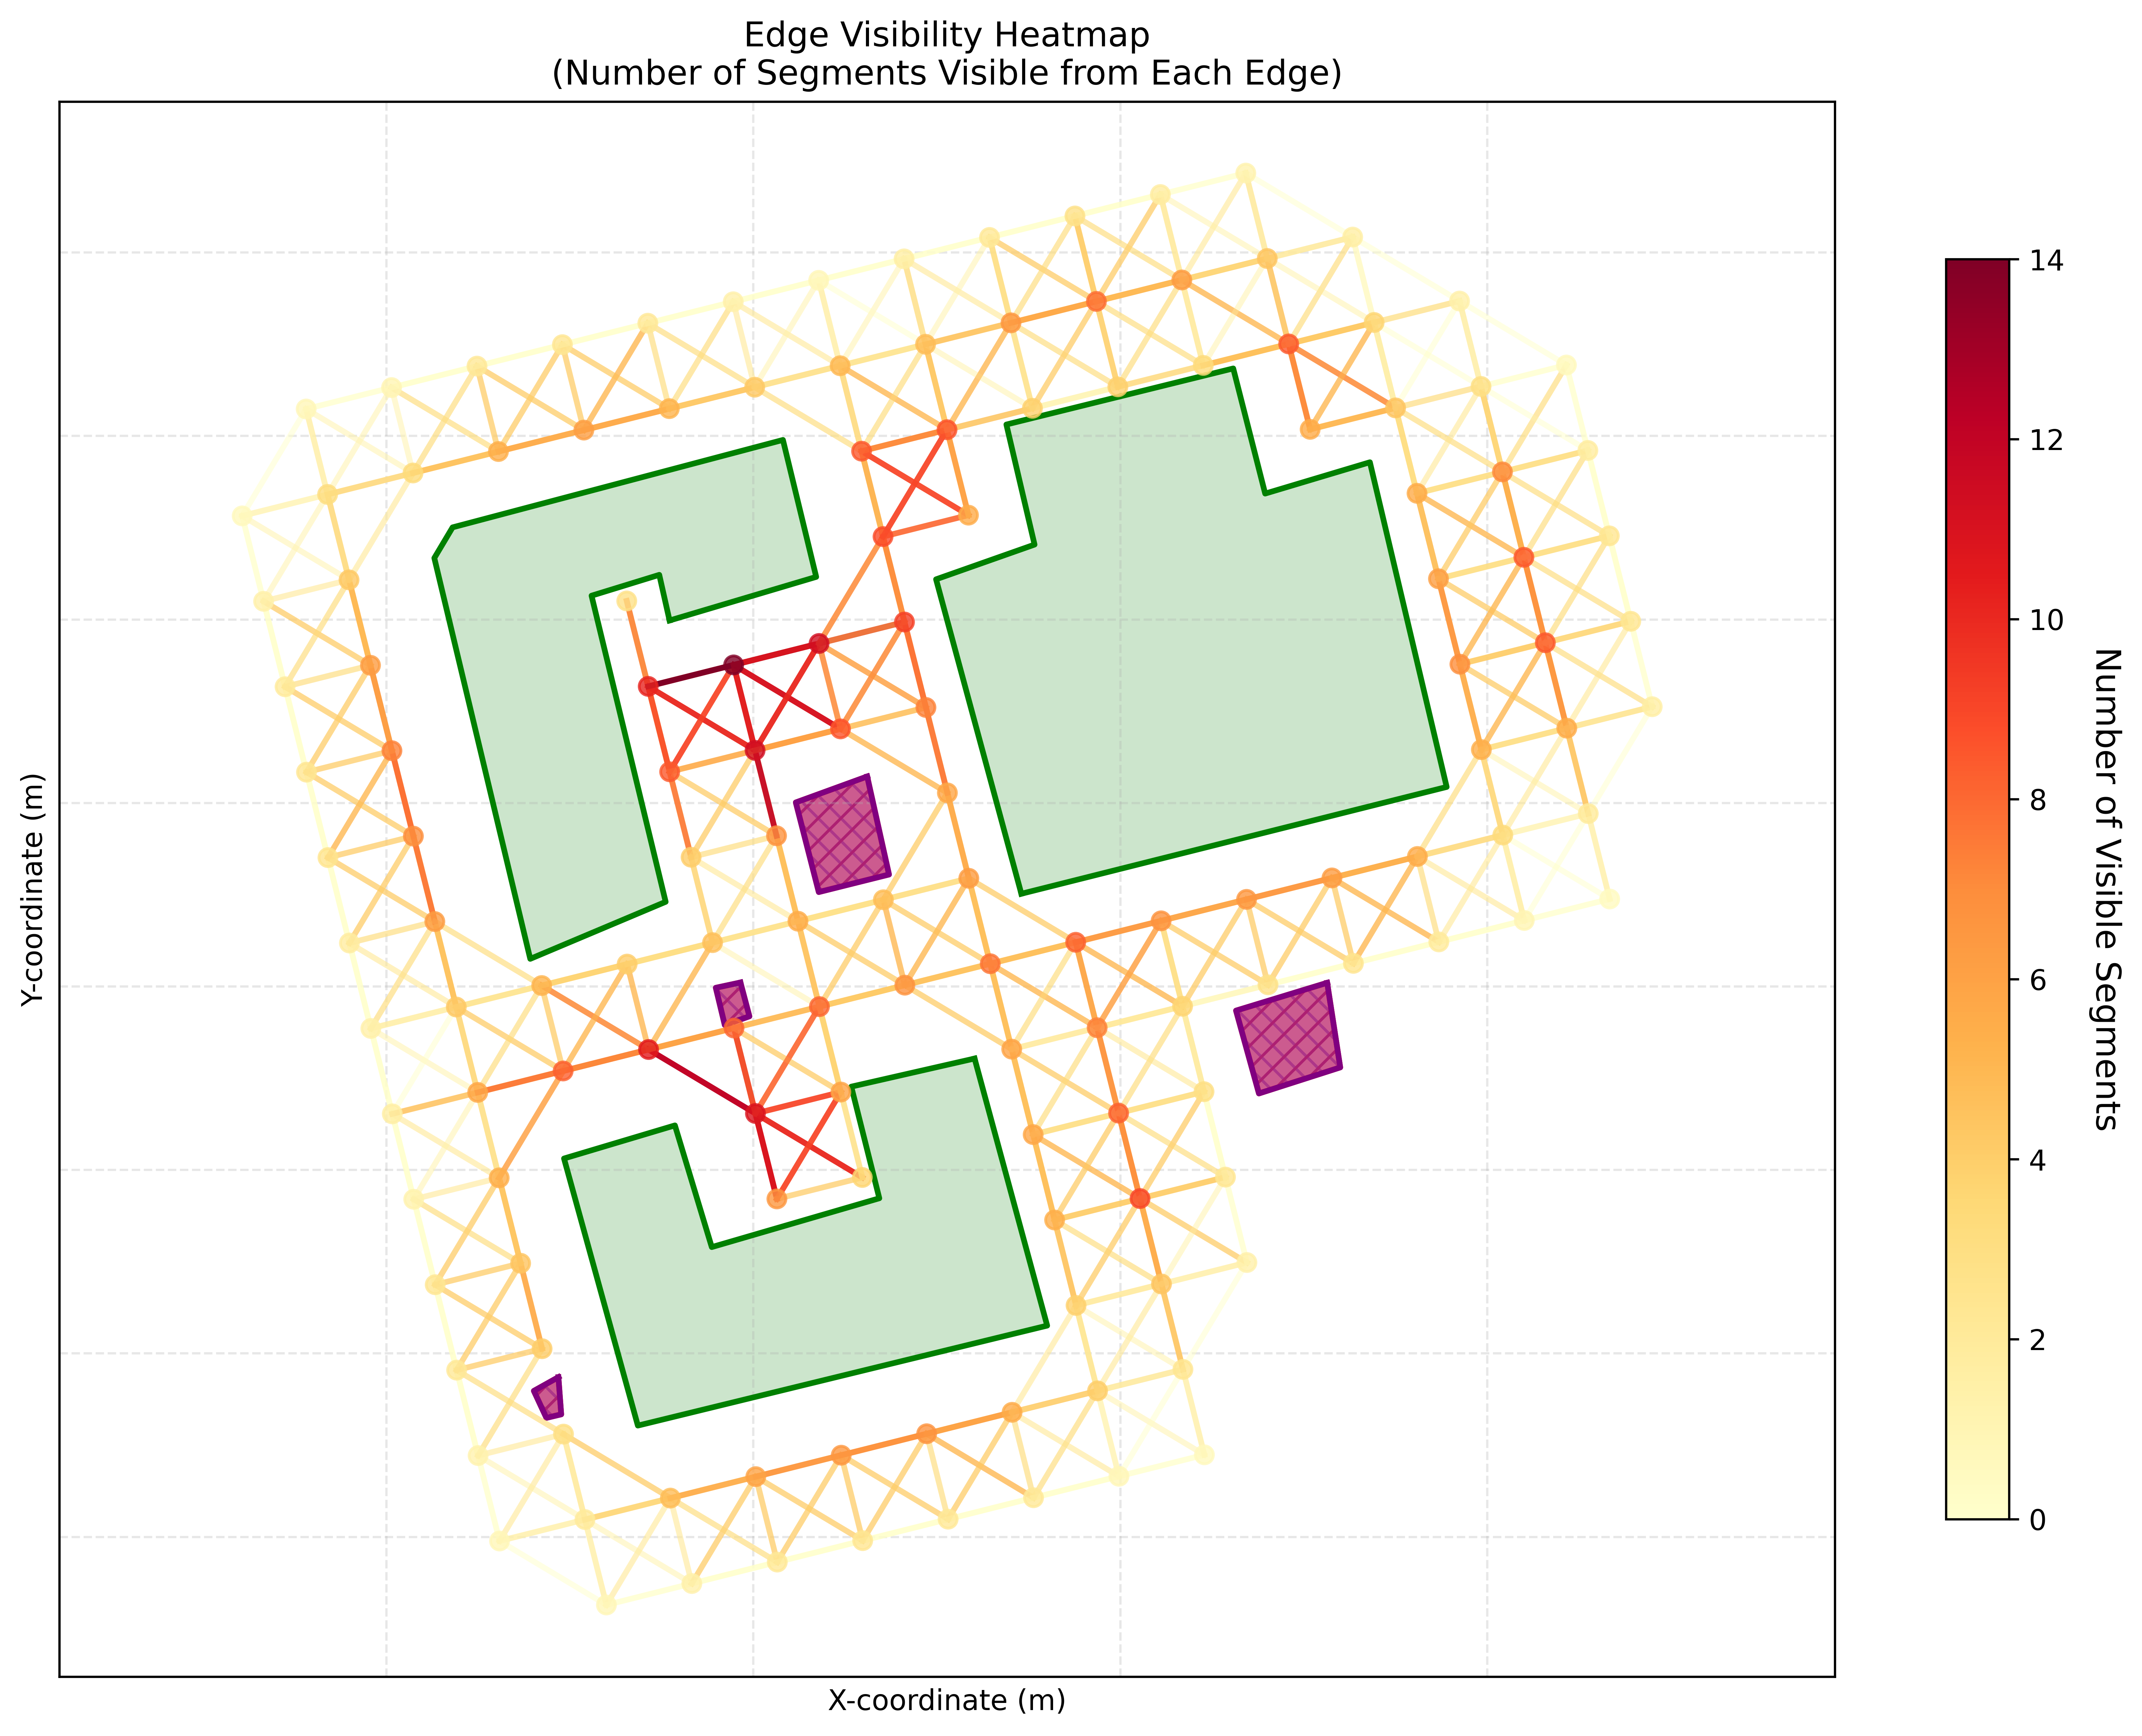 Edge Visibility Heatmap
(Number of Segments Visible from Each Edge)
Y-coordinate (m)
X-coordinate (m)
14
12
10
8
6
4
2
0
Number of Visible Segments